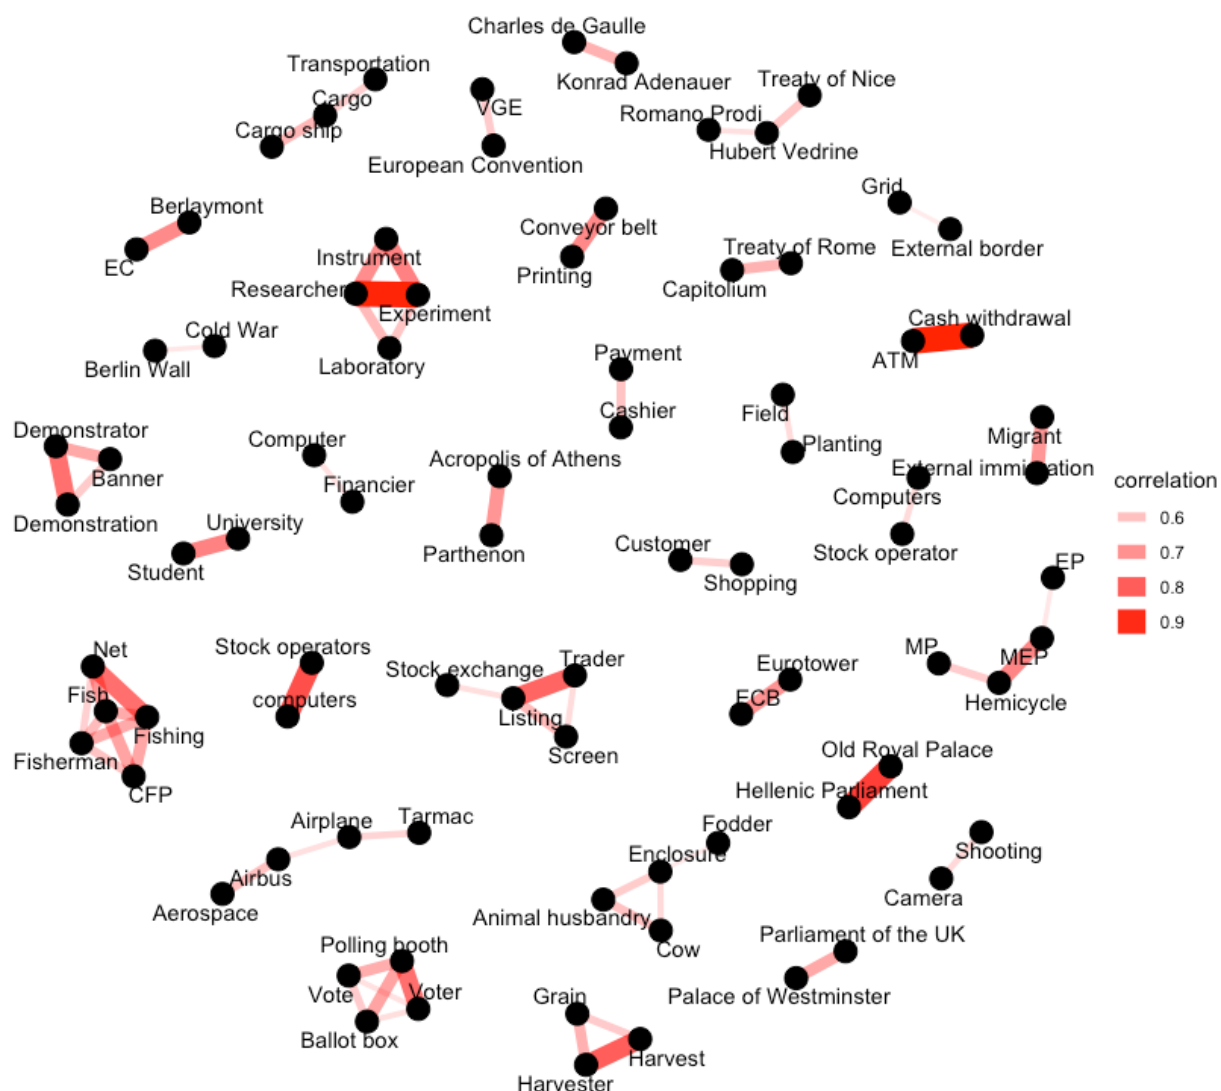 Charles de Gaulle
Konrad Adenauer
Transportation
Cargo
Cargo ship
VGE
European Convention
Treaty of Nice
Romano Prodi
Hubert Vedrine
Grid
External border
Berlaymont
EC
Instrument
Researcher
Experiment
Laboratory
Conveyor belt
Printing
Treaty of Rome
Capitolium
Cash withdrawal
ATM
Cold War
Berlin Wall
Payment
Cashier
Field
Planting
Migrant
External immigration
Demonstrator
Banner
Demonstration
Computer
Financier
Acropolis of Athens
Parthenon
Computers
Stock operator
University
Student
Customer
Shopping
correlation
0.6
0.7
0.8
0.9
EP
MP
MEP
Hemicycle
Net
Fish
Fishing
Fisherman
CFP
Stock operators
computers
Stock exchange
Trader
Listing
Screen
Eurotower
ECB
Old Royal Palace
Hellenic Parliament
Airplane
Tarmac
Airbus
Aerospace
Fodder
Enclosure
Animal husbandry
Cow
Shooting
Camera
Polling booth
Vote
Voter
Ballot box
Parliament of the UK
Palace of Westminster
Grain
Harvest
Harvester